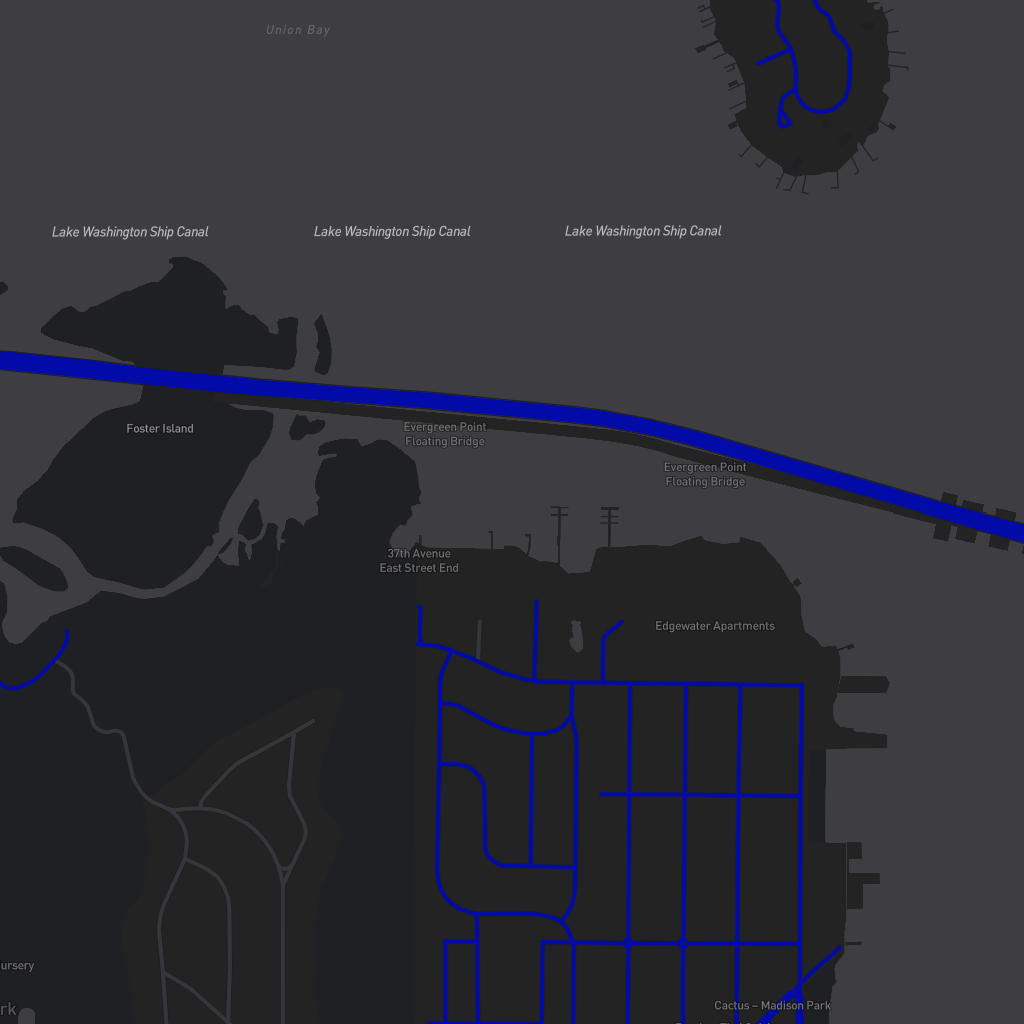 Union Bay
Lake Washington Ship Canal
Lake Washington Ship Canal
Lake Washington Ship Canal
Foster Island
Evergreen Point
Floating Bridge
Evergreen Point
Floating Bridge
37th Avenue
East Street End
Edgewater Apartments
ursery
rk
Cactus – Madison Park